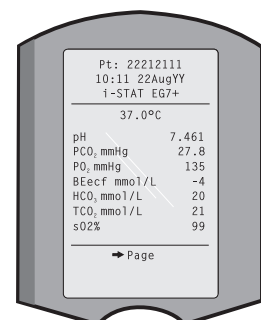 Pt: 22212111
10:11 22AugYY
i-STAT EG7+
37.0°C
pH 7.461
PCO₂ mmHg 27.8
PO₂ mmHg 135
BEecf mmol/L -4
HCO₃ mmol/L 20
TCO₂ mmol/L 21
sO2% 99
➔ Page